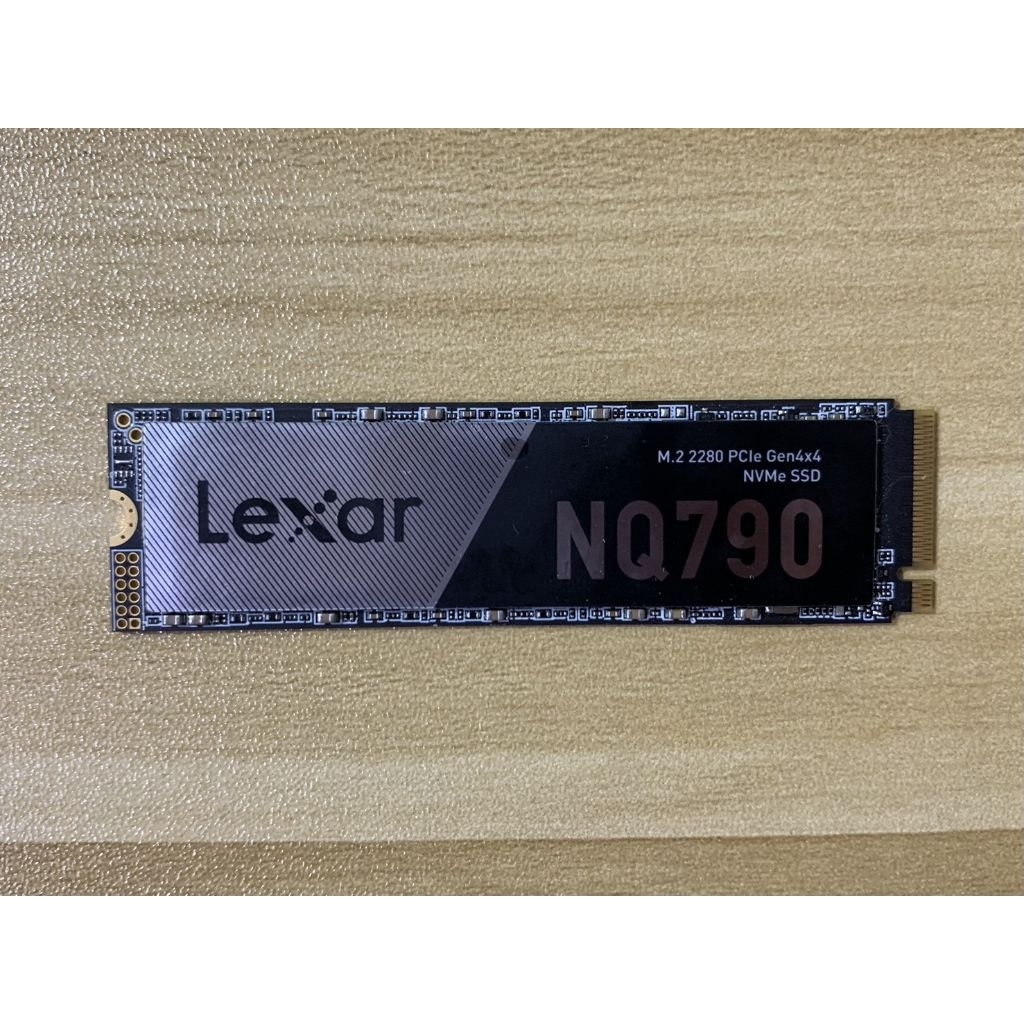 Lexar
M.2 2280 PCIe Gen4x4
NVMe SSD
NQ790